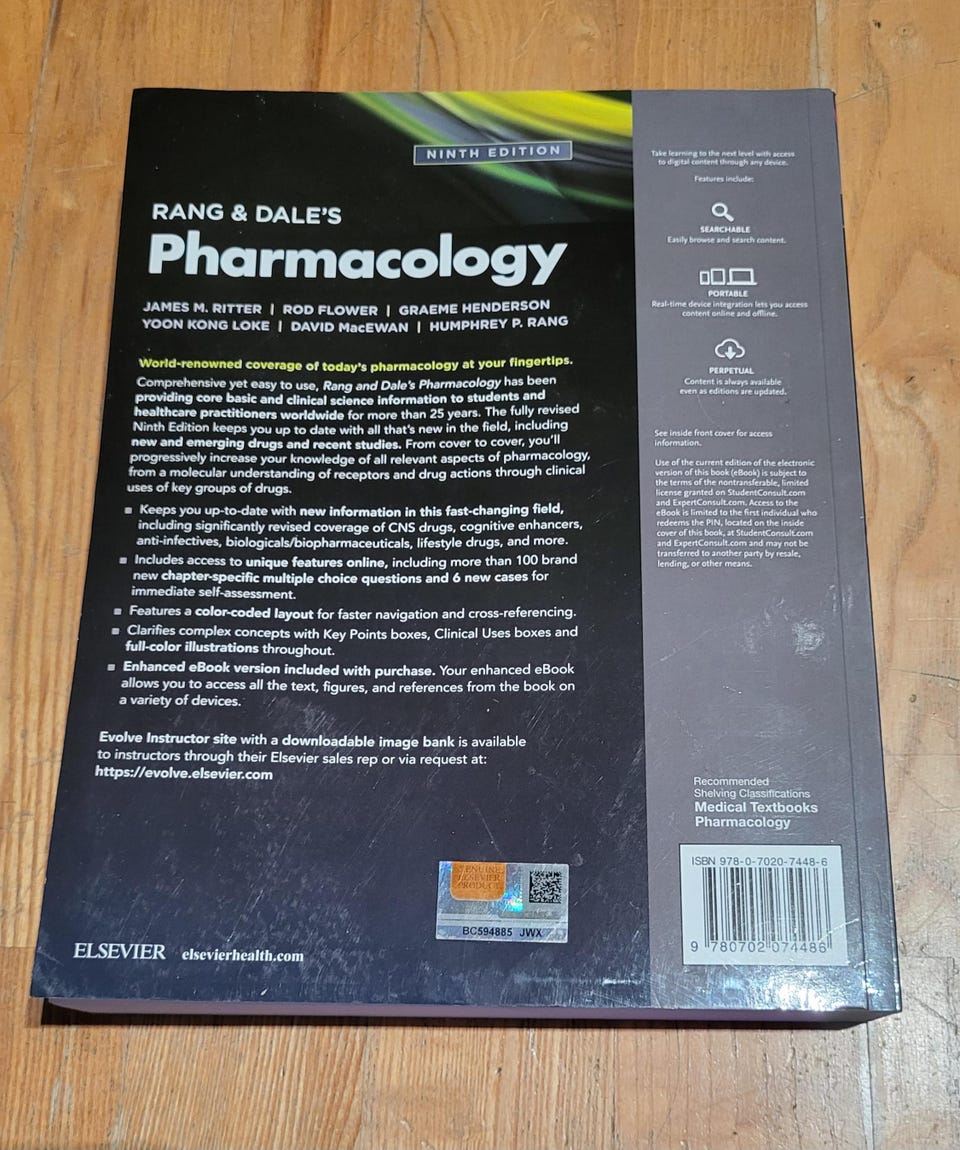 NINTH EDITION
RANG & DALE'S
Pharmacology
JAMES M. RITTER | ROD FLOWER | GRAEME HENDERSON
YOON KONG LOKE | DAVID MacEWAN | HUMPHREY P. RANG
World-renowned coverage of today's pharmacology at your fingertips.
Comprehensive yet easy to use, Rang and Dale's Pharmacology has been
providing core basic and clinical science information to students and
healthcare practitioners worldwide for more than 25 years. The fully revised
Ninth Edition keeps you up to date with all that's new in the field, including
new and emerging drugs and recent studies. From cover to cover, you'll
progressively increase your knowledge of all relevant aspects of pharmacology,
from a molecular understanding of receptors and drug actions through clinical
uses of key groups of drugs.
▪ Keeps you up-to-date with new information in this fast-changing field,
including significantly revised coverage of CNS drugs, cognitive enhancers,
anti-infectives, biologicals/biopharmaceuticals, lifestyle drugs, and more.
▪ Includes access to unique features online, including more than 100 brand
new chapter-specific multiple choice questions and 6 new cases for
immediate self-assessment.
▪ Features a color-coded layout for faster navigation and cross-referencing.
▪ Clarifies complex concepts with Key Points boxes, Clinical Uses boxes and
full-color illustrations throughout.
▪ Enhanced eBook version included with purchase. Your enhanced eBook
allows you to access all the text, figures, and references from the book on
a variety of devices.
Evolve Instructor site with a downloadable image bank is available
to instructors through their Elsevier sales rep or via request at:
https://evolve.elsevier.com
GENUINE
ELSEVIER
PRODUCT
BC594885 JWX
ELSEVIER elsevierhealth.com
Take learning to the next level with access
to digital content through any device.
Features include:
SEARCHABLE
Easily browse and search content.
PORTABLE
Real-time device integration lets you access
content online and offline.
PERPETUAL
Content is always available
even as editions are updated.
See inside front cover for access
information.
Use of the current edition of the electronic
version of this book (eBook) is subject to
the terms of the nontransferable, limited
license granted on StudentConsult.com
and ExpertConsult.com. Access to the
eBook is limited to the first individual who
redeems the PIN, located on the inside
cover of this book, at StudentConsult.com
and ExpertConsult.com and may not be
transferred to another party by resale,
lending, or other means.
Recommended
Shelving Classifications
Medical Textbooks
Pharmacology
ISBN 978-0-7020-7448-6
9 780702 074486